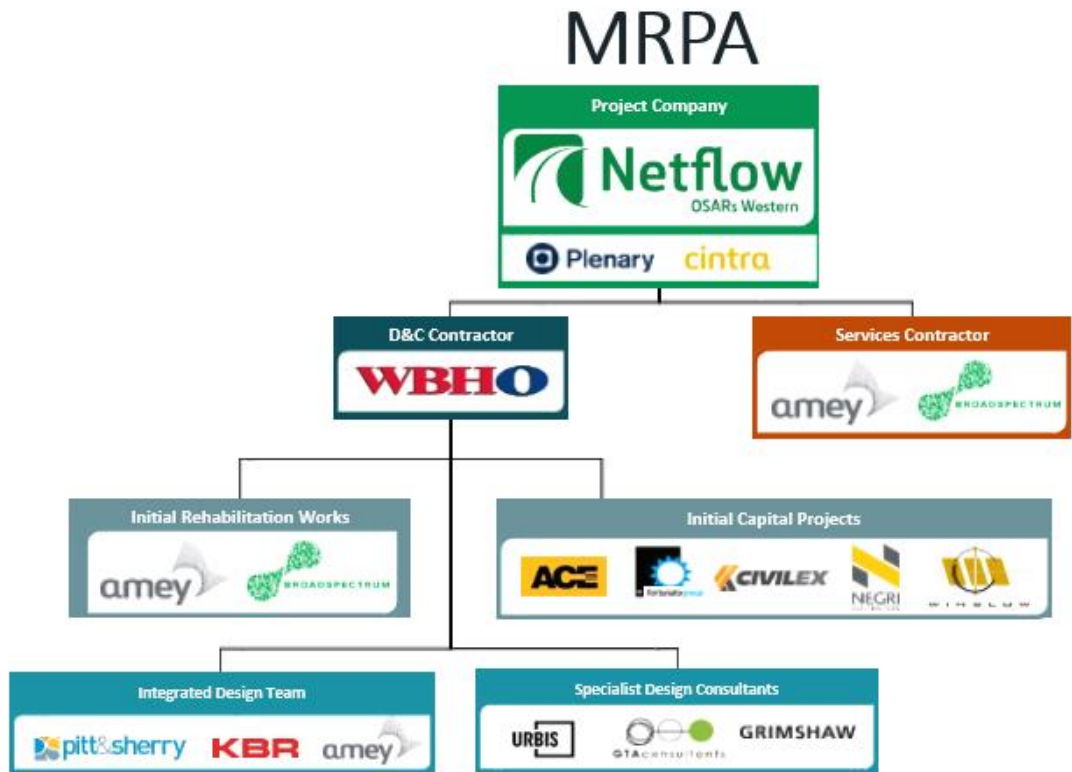 MRPA
Project Company
Netflow
OSARs Western
Plenary cintra
D&C Contractor
WBHO
Services Contractor
amey BROADSPECTRUM
Initial Rehabilitation Works
amey BROADSPECTRUM
Initial Capital Projects
ACE fortunatogroup CIVILEX NEGRI WINSLOW
Integrated Design Team
pitt&sherry KBR amey
Specialist Design Consultants
URBIS GTAconsultants GRIMSHAW